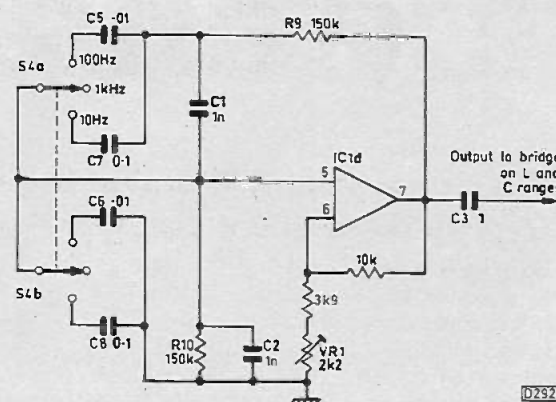 C5 ·01
R9 150k
S4a
100Hz
1kHz
10Hz
C1
1n
C7 0·1
IC1d
5
6
7
Output to bridge
on L and
C ranges
C3 1
C6 ·01
10k
S4b
3k9
C8 0·1
R10
150k
C2
1n
VR1
2k2